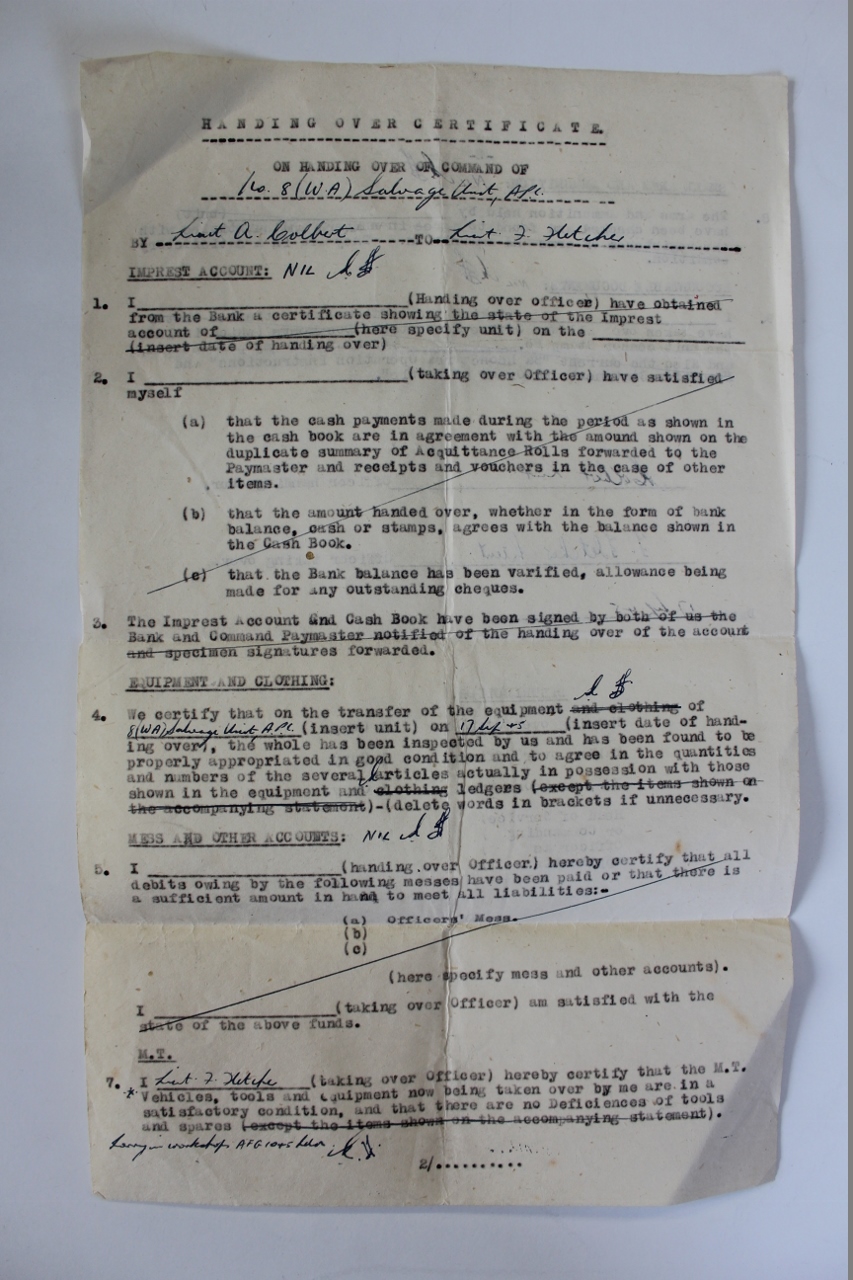 HANDING OVER CERTIFICATE.
ON HANDING OVER OF COMMAND OF
No. 8 (W.A) Salvage Unit, APL.
BY Lieut A. Colbert TO Lieut. F. Fletcher
IMPREST ACCOUNT: NIL
1. I (Handing over officer) have obtained
from the Bank a certificate showing the state of the Imprest
account of (here specify unit) on the
(insert date of handing over)
2. I (taking over Officer) have satisfied
myself
(a) that the cash payments made during the period as shown in
the cash book are in agreement with the amount shown on the
duplicate summary of Acquittance Rolls forwarded to the
Paymaster and receipts and vouchers in the case of other
items.
(b) that the amount handed over, whether in the form of bank
balance, cash or stamps, agrees with the balance shown in
the Cash Book.
(c) that the Bank balance has been varified, allowance being
made for any outstanding cheques.
3. The Imprest Account and Cash Book have been signed by both of us the
Bank and Command Paymaster notified of the handing over of the account
and specimen signatures forwarded.
EQUIPMENT AND CLOTHING:
4. We certify that on the transfer of the equipment and clothing of
8(WA) Salvage Unit APL. (insert unit) on 17 Sep 45 (insert date of hand-
ing over), the whole has been inspected by us and has been found to be
properly appropriated in good condition and to agree in the quantities
and numbers of the several articles actually in possession with those
shown in the equipment and clothing ledgers (except the items shown on
the accompanying statement)-(delete words in brackets if unnecessary.
MESS AND OTHER ACCOUNTS: NIL
5. I (handing over Officer) hereby certify that all
debits owing by the following messes have been paid or that there is
a sufficient amount in hand to meet all liabilities:-
(a) Officers' Mess.
(b)
(c)
(here specify mess and other accounts).
I (taking over Officer) am satisfied with the
state of the above funds.
M.T.
7. I Lieut. F. Fletcher (taking over Officer) hereby certify that the M.T.
* Vehicles, tools and equipment now being taken over by me are in a
satisfactory condition, and that there are no Deficiences of tools
and spares (except the items shown on the accompanying statement).
Lorry in workshops AFG 1045 held.
2/..........